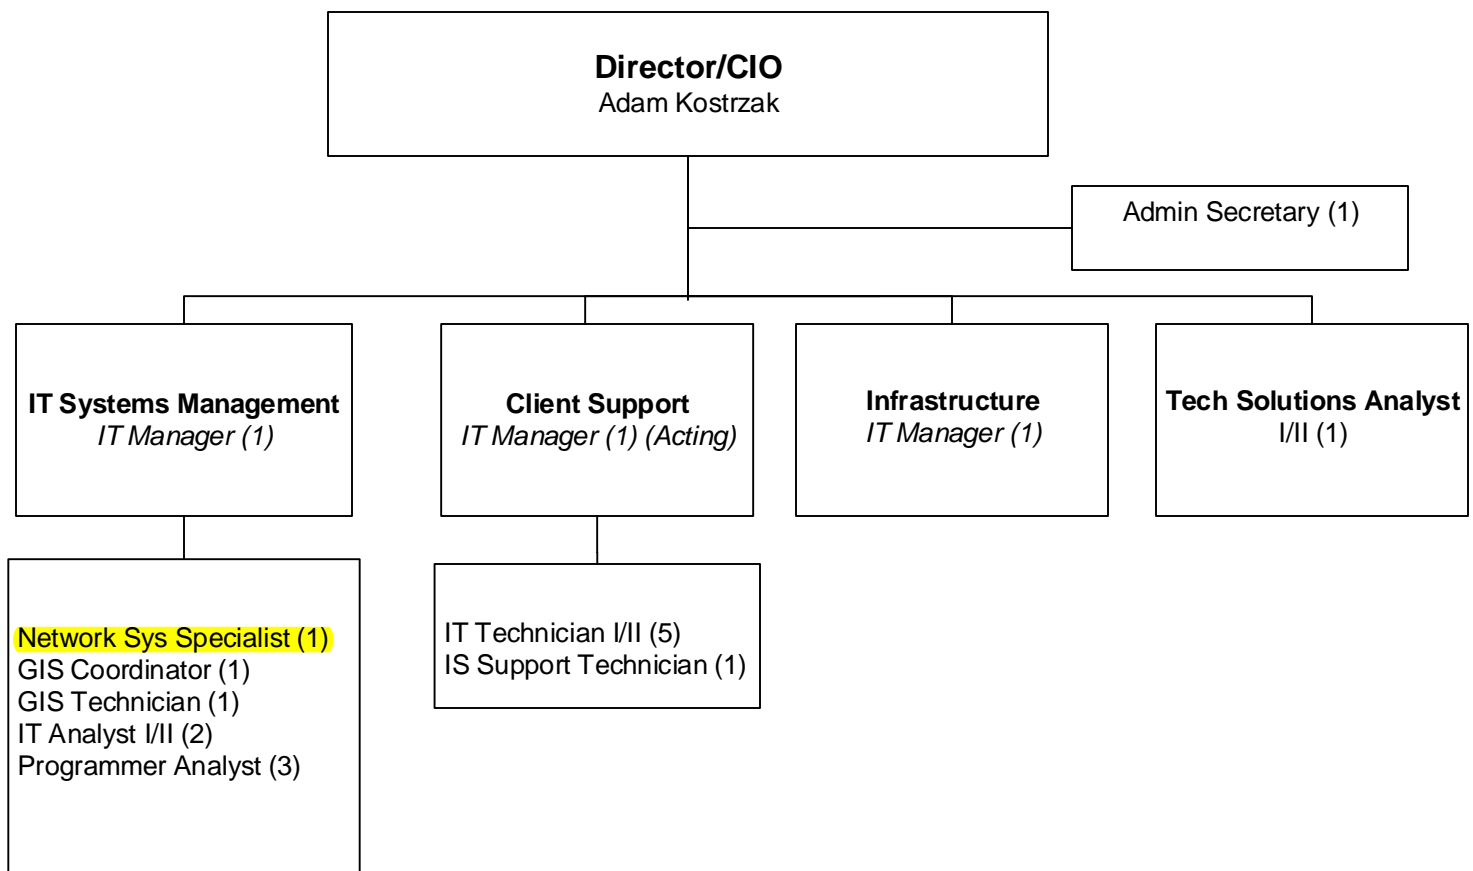 Director/CIO
Adam Kostrzak
Admin Secretary (1)
IT Systems Management
IT Manager (1)
Client Support
IT Manager (1) (Acting)
Infrastructure
IT Manager (1)
Tech Solutions Analyst
I/II (1)
Network Sys Specialist (1)
GIS Coordinator (1)
GIS Technician (1)
IT Analyst I/II (2)
Programmer Analyst (3)
IT Technician I/II (5)
IS Support Technician (1)